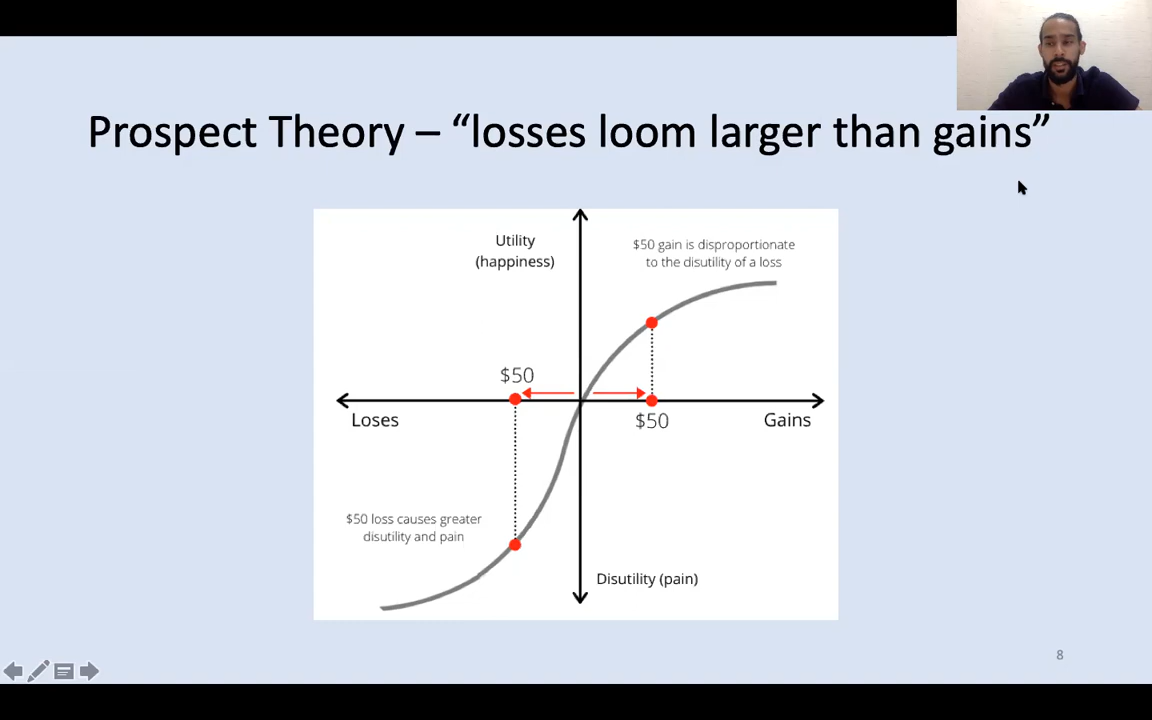 Prospect Theory – “losses loom larger than gains”
Utility
(happiness)
$50 gain is disproportionate
to the disutility of a loss
$50
Loses
$50
Gains
$50 loss causes greater
disutility and pain
Disutility (pain)
8